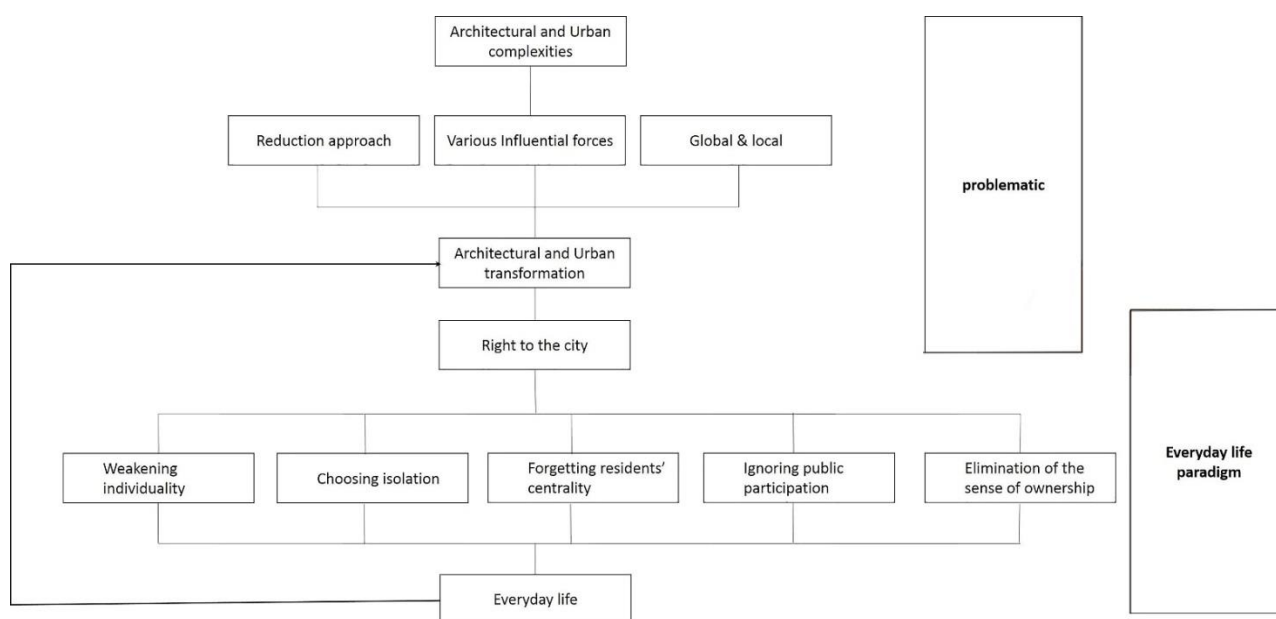 Architectural and Urban
complexities
Reduction approach
Various Influential forces
Global & local
problematic
Architectural and Urban
transformation
Right to the city
Weakening
individuality
Choosing isolation
Forgetting residents’
centrality
Ignoring public
participation
Elimination of the
sense of ownership
Everyday life
paradigm
Everyday life